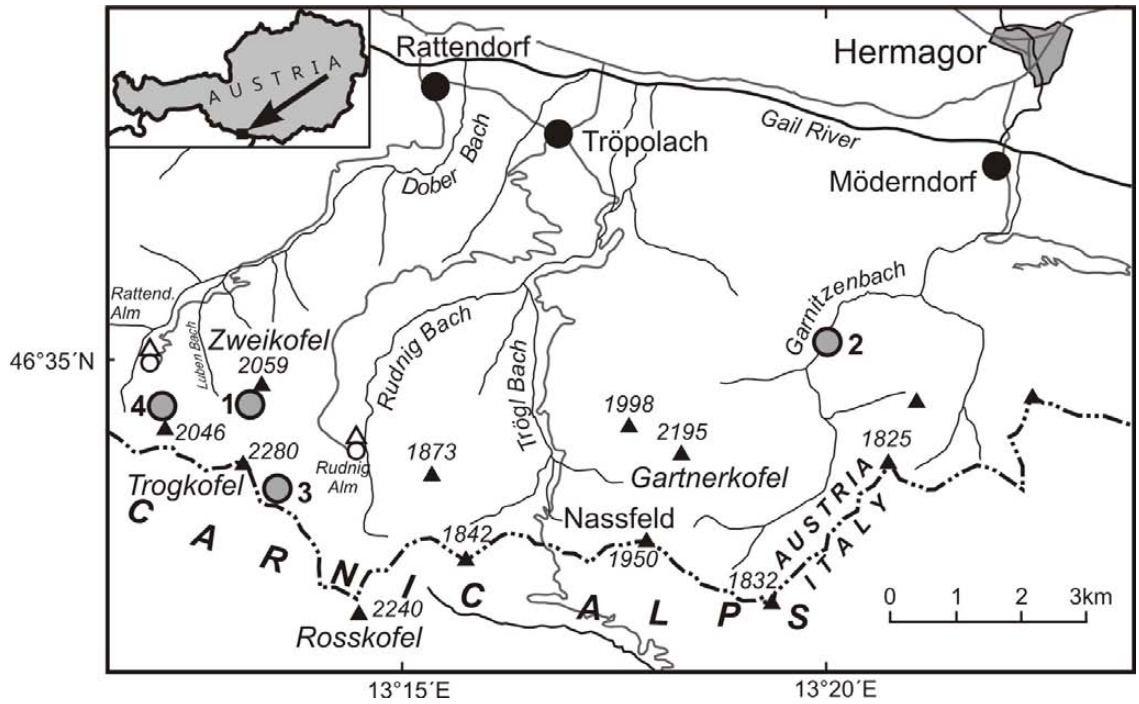 AUSTRIA
Rattendorf
Hermagor
Tröpolach
Gail River
Möderndorf
Dober Bach
Rattend.
Alm
Luben Bach
Zweikofel
2059
Rudnig Bach
Garnitzenbach
2
46°35´N
4
1
2046
2280
Trogkofel
3
Rudnig
Alm
1873
Trögl Bach
1998
2195
Gartnerkofel
1825
Nassfeld
AUSTRIA
ITALY
1842
1950
1832
CARNIC ALPS
2240
Rosskofel
0 1 2 3km
13°15´E
13°20´E